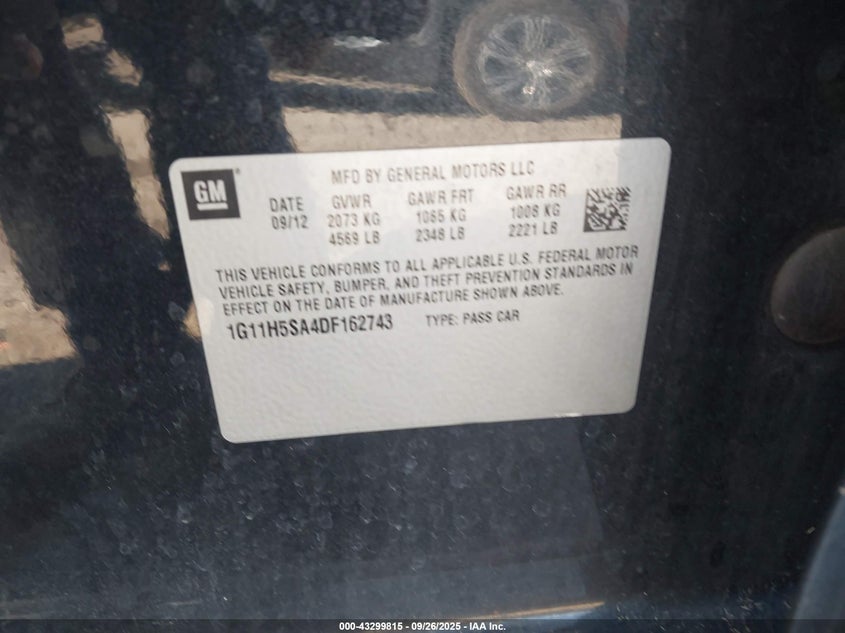 GM
MFD BY GENERAL MOTORS LLC
DATE GVWR GAWR FRT GAWR RR
09/12 2073 KG 1065 KG 1008 KG
4569 LB 2348 LB 2221 LB
THIS VEHICLE CONFORMS TO ALL APPLICABLE U.S. FEDERAL MOTOR
VEHICLE SAFETY, BUMPER, AND THEFT PREVENTION STANDARDS IN
EFFECT ON THE DATE OF MANUFACTURE SHOWN ABOVE.
1G11H5SA4DF162743 TYPE: PASS CAR
000-43299815 - 09/26/2025 - IAA Inc.